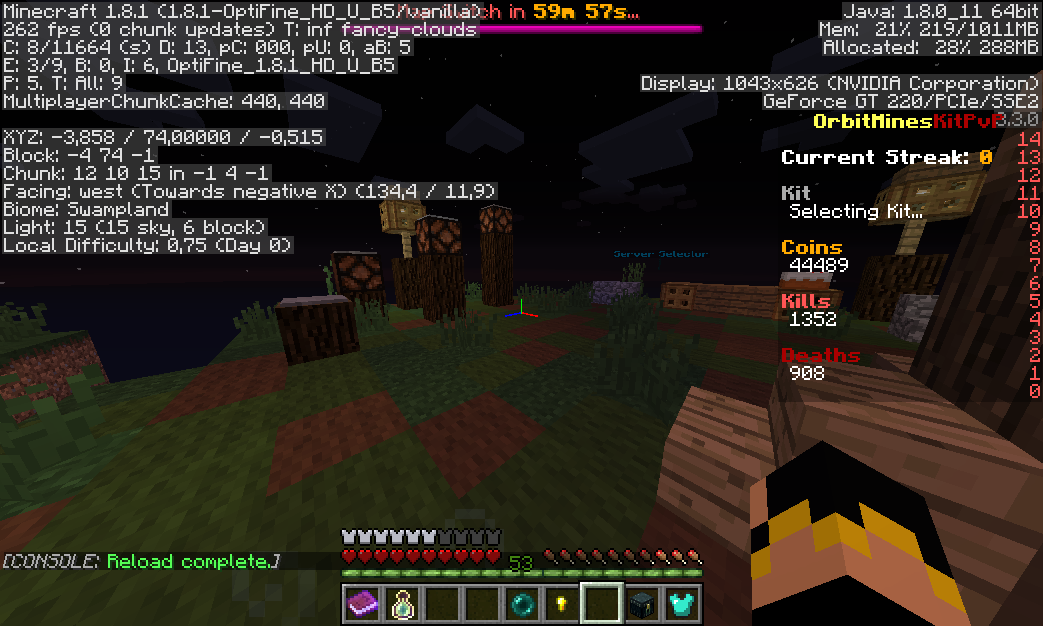 Minecraft 1.8.1 (1.8.1-OptiFine_HD_U_B5/vanilla)
262 fps (0 chunk updates) T: inf fancy-clouds
C: 8/11664 (s) D: 13, pC: 000, pU: 0, aB: 5
E: 3/9, B: 0, I: 6, OptiFine_1.8.1_HD_U_B5
P: 5. T: All: 9
MultiplayerChunkCache: 440, 440
XYZ: -3,858 / 74,00000 / -0,515
Block: -4 74 -1
Chunk: 12 10 15 in -1 4 -1
Facing: west (Towards negative X) (134,4 / 11,9)
Biome: Swampland
Light: 15 (15 sky, 6 block)
Local Difficulty: 0,75 (Day 0)
in 59m 57s...
Java: 1.8.0_11 64bit
Mem: 21% 219/1011MB
Allocated: 28% 288MB
Display: 1043x626 (NVIDIA Corporation)
GeForce GT 220/PCIe/SSE2
3.3.0
OrbitMinesKitPvP
14
Current Streak: 0
13
12
Kit
11
Selecting Kit...
10
9
Coins
8
44489
7
6
Kills
5
1352
4
3
Deaths
2
908
1
0
Server Selector
[CONSOLE: Reload complete.]
53